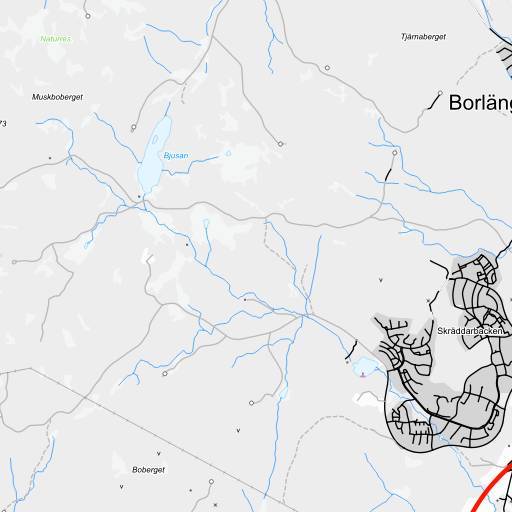 Naturres
Tjärnaberget
Muskboberget
Borläng
73
Bjusan
Skräddarbacken
Boberget